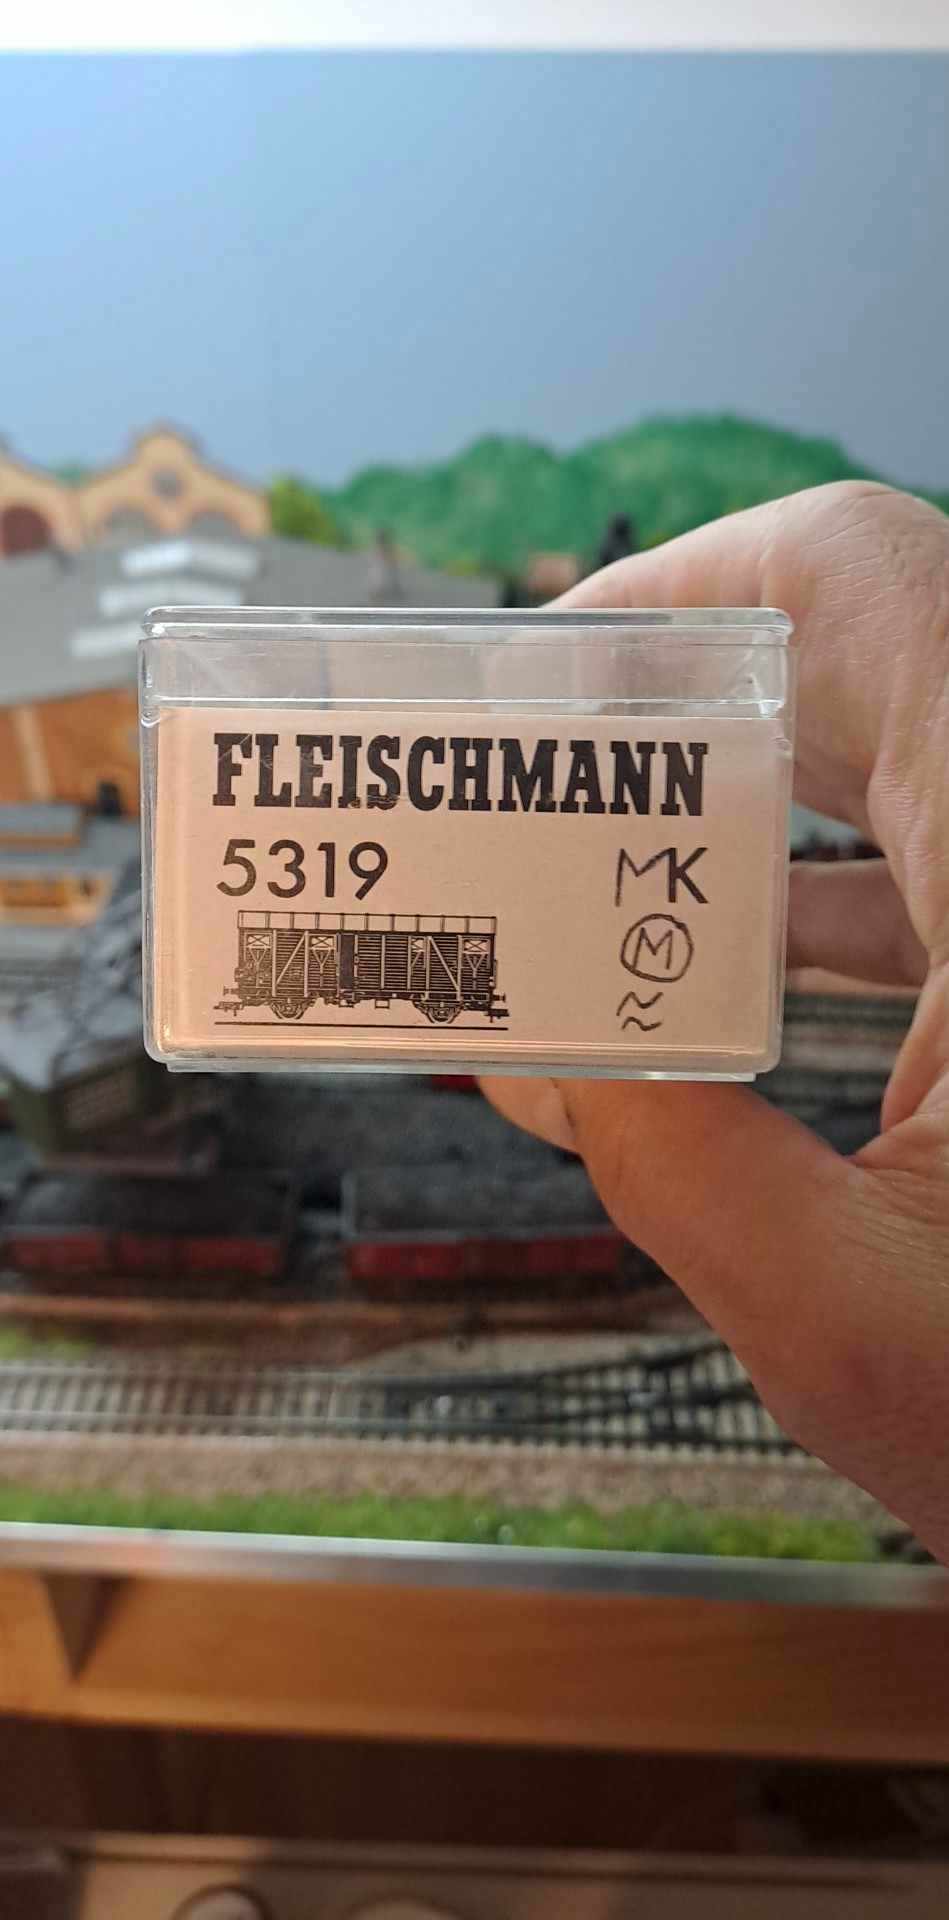 FLEISCHMANN
5319 MK
M
≈